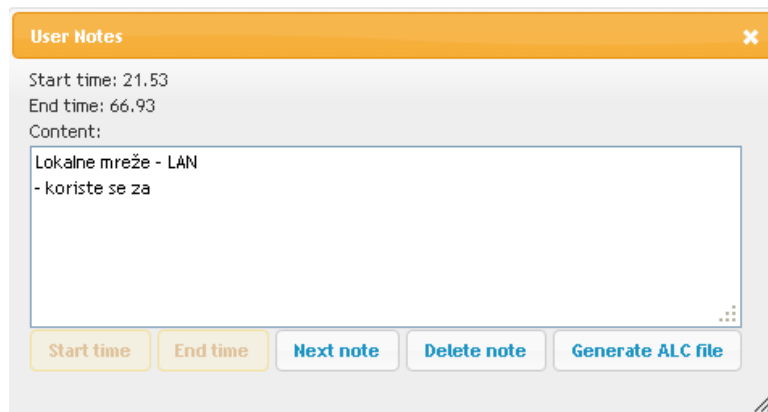 User Notes
Start time: 21.53
End time: 66.93
Content:
Lokalne mreže - LAN
- koriste se za
Start time End time Next note Delete note Generate ALC file